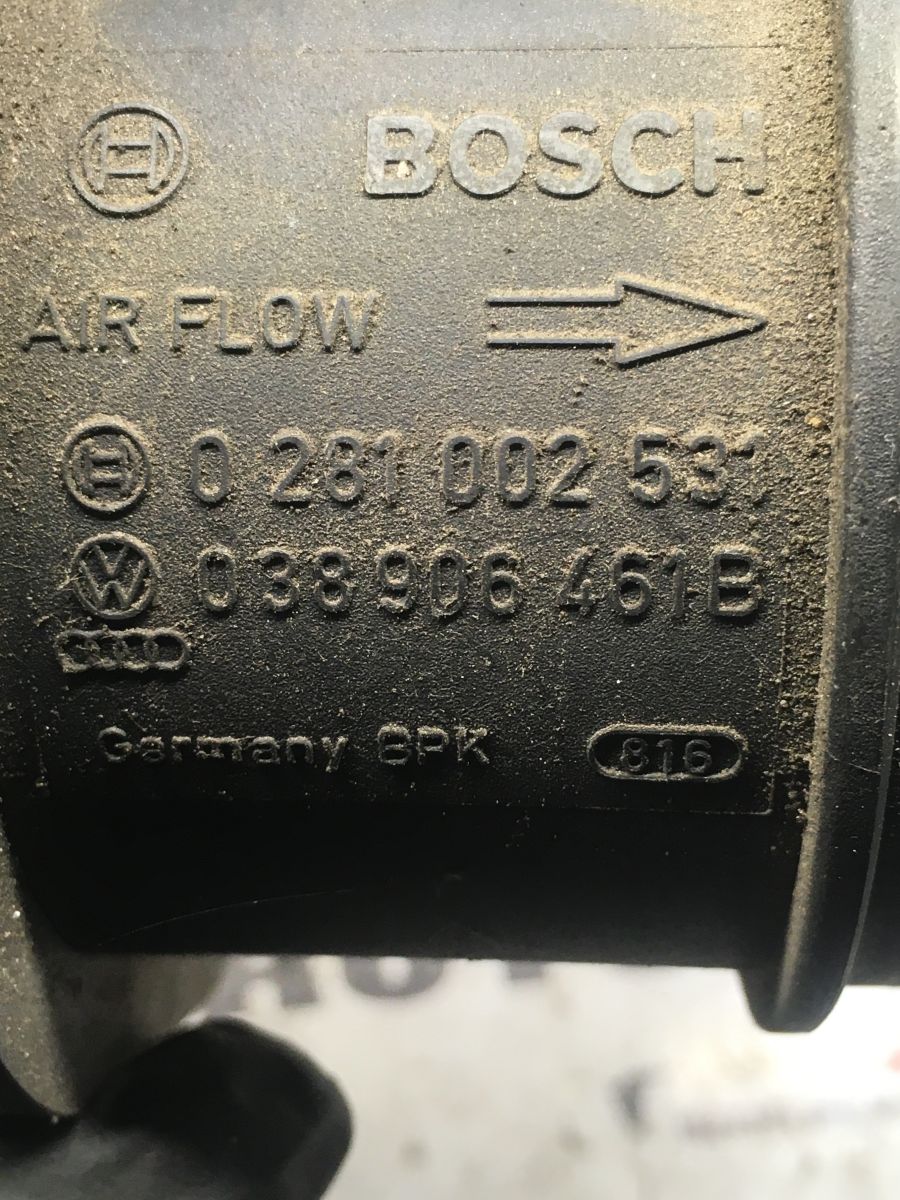 BOSCH
AIR FLOW
0 281 002 531
038 906 461 B
Germany BPK 816